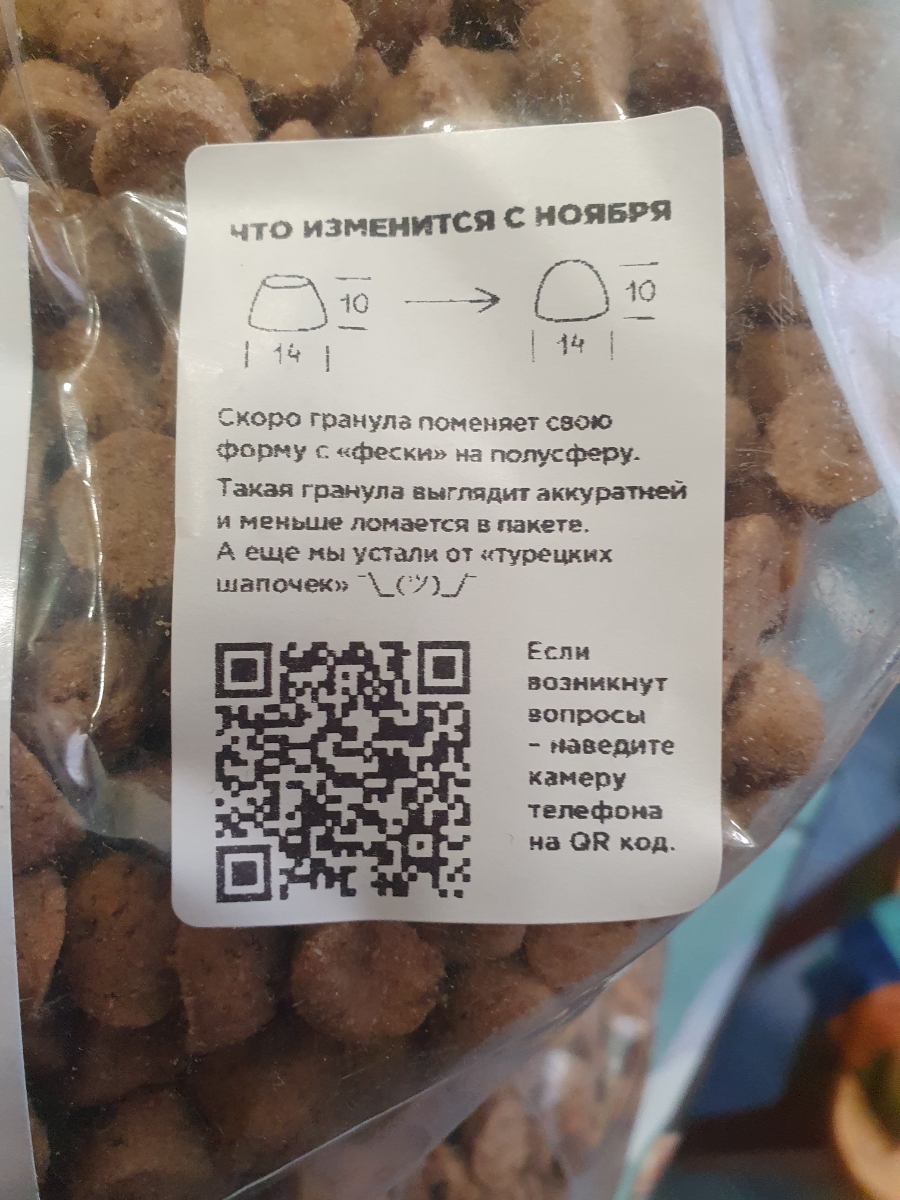 ЧТО ИЗМЕНИТСЯ С НОЯБРЯ
10 10
14 14
Скоро гранула поменяет свою
форму с «фески» на полусферу.
Такая гранула выглядит аккуратней
и меньше ломается в пакете.
А ещe мы устали от «турецких
шапочек» ¯\_(ツ)_/¯
Если
возникнут
вопросы
– наведите
камеру
телефона
на QR код.